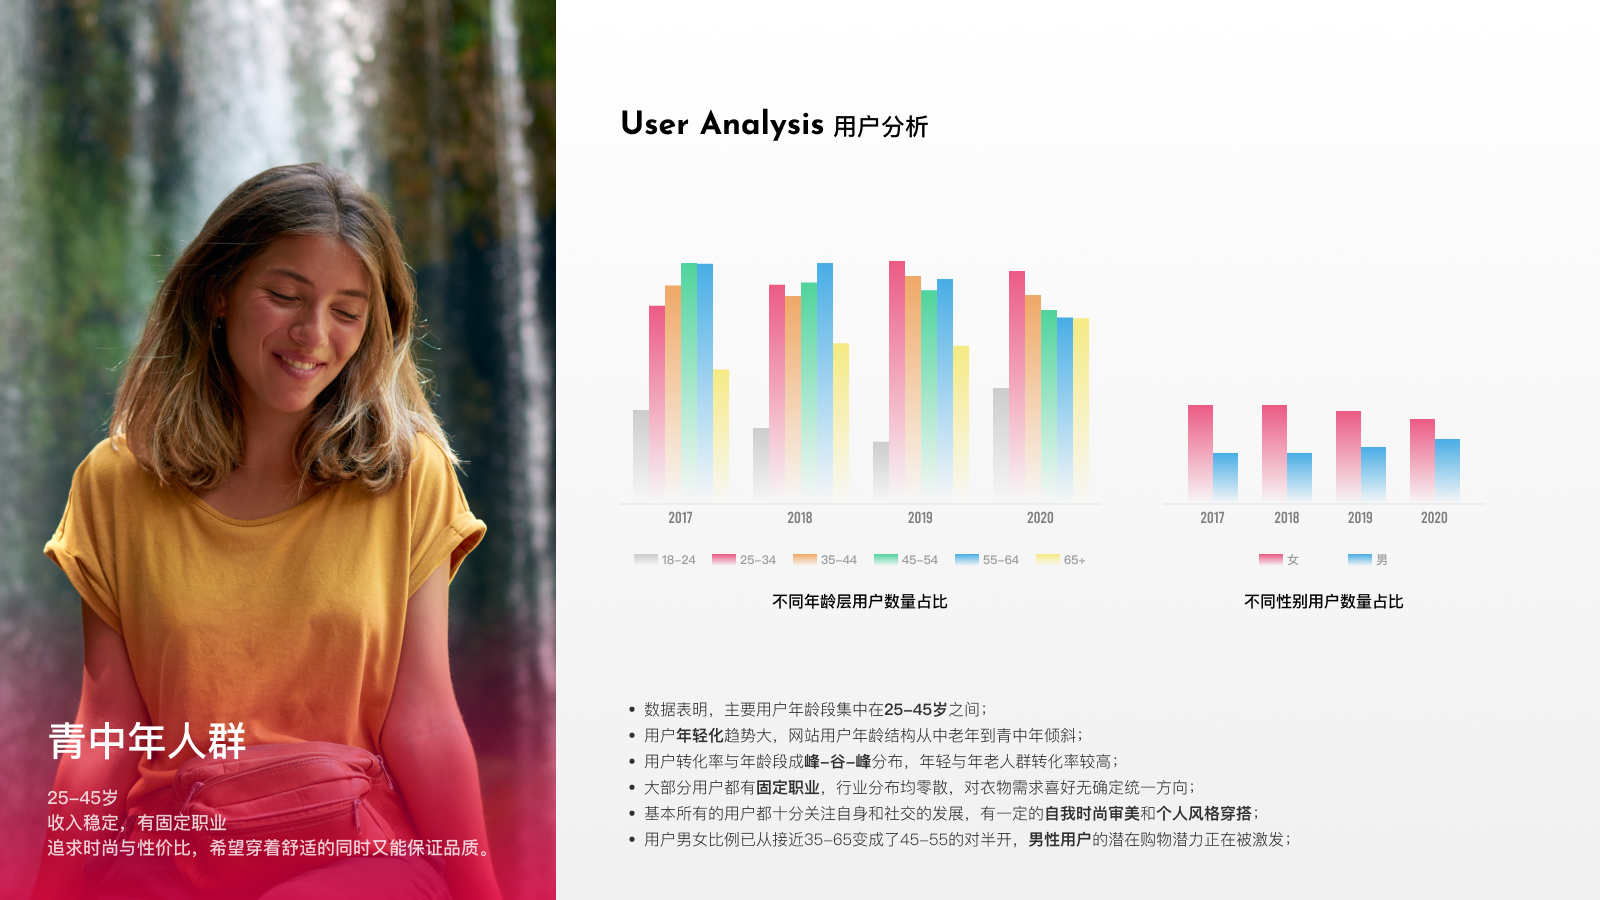 User Analysis 用户分析
2017 2018 2019 2020
18-24 25-34 35-44 45-54 55-64 65+
不同年龄层用户数量占比
2017 2018 2019 2020
女 男
不同性别用户数量占比
青中年人群
25-45岁
收入稳定，有固定职业
追求时尚与性价比，希望穿着舒适的同时又能保证品质。
• 数据表明，主要用户年龄段集中在25-45岁之间；
• 用户年轻化趋势大，网站用户年龄结构从中老年到青中年倾斜；
• 用户转化率与年龄段成峰-谷-峰分布，年轻与年老人群转化率较高；
• 大部分用户都有固定职业，行业分布均零散，对衣物需求喜好无确定统一方向；
• 基本所有的用户都十分关注自身和社交的发展，有一定的自我时尚审美和个人风格穿搭；
• 用户男女比例已从接近35-65变成了45-55的对半开，男性用户的潜在购物潜力正在被激发；